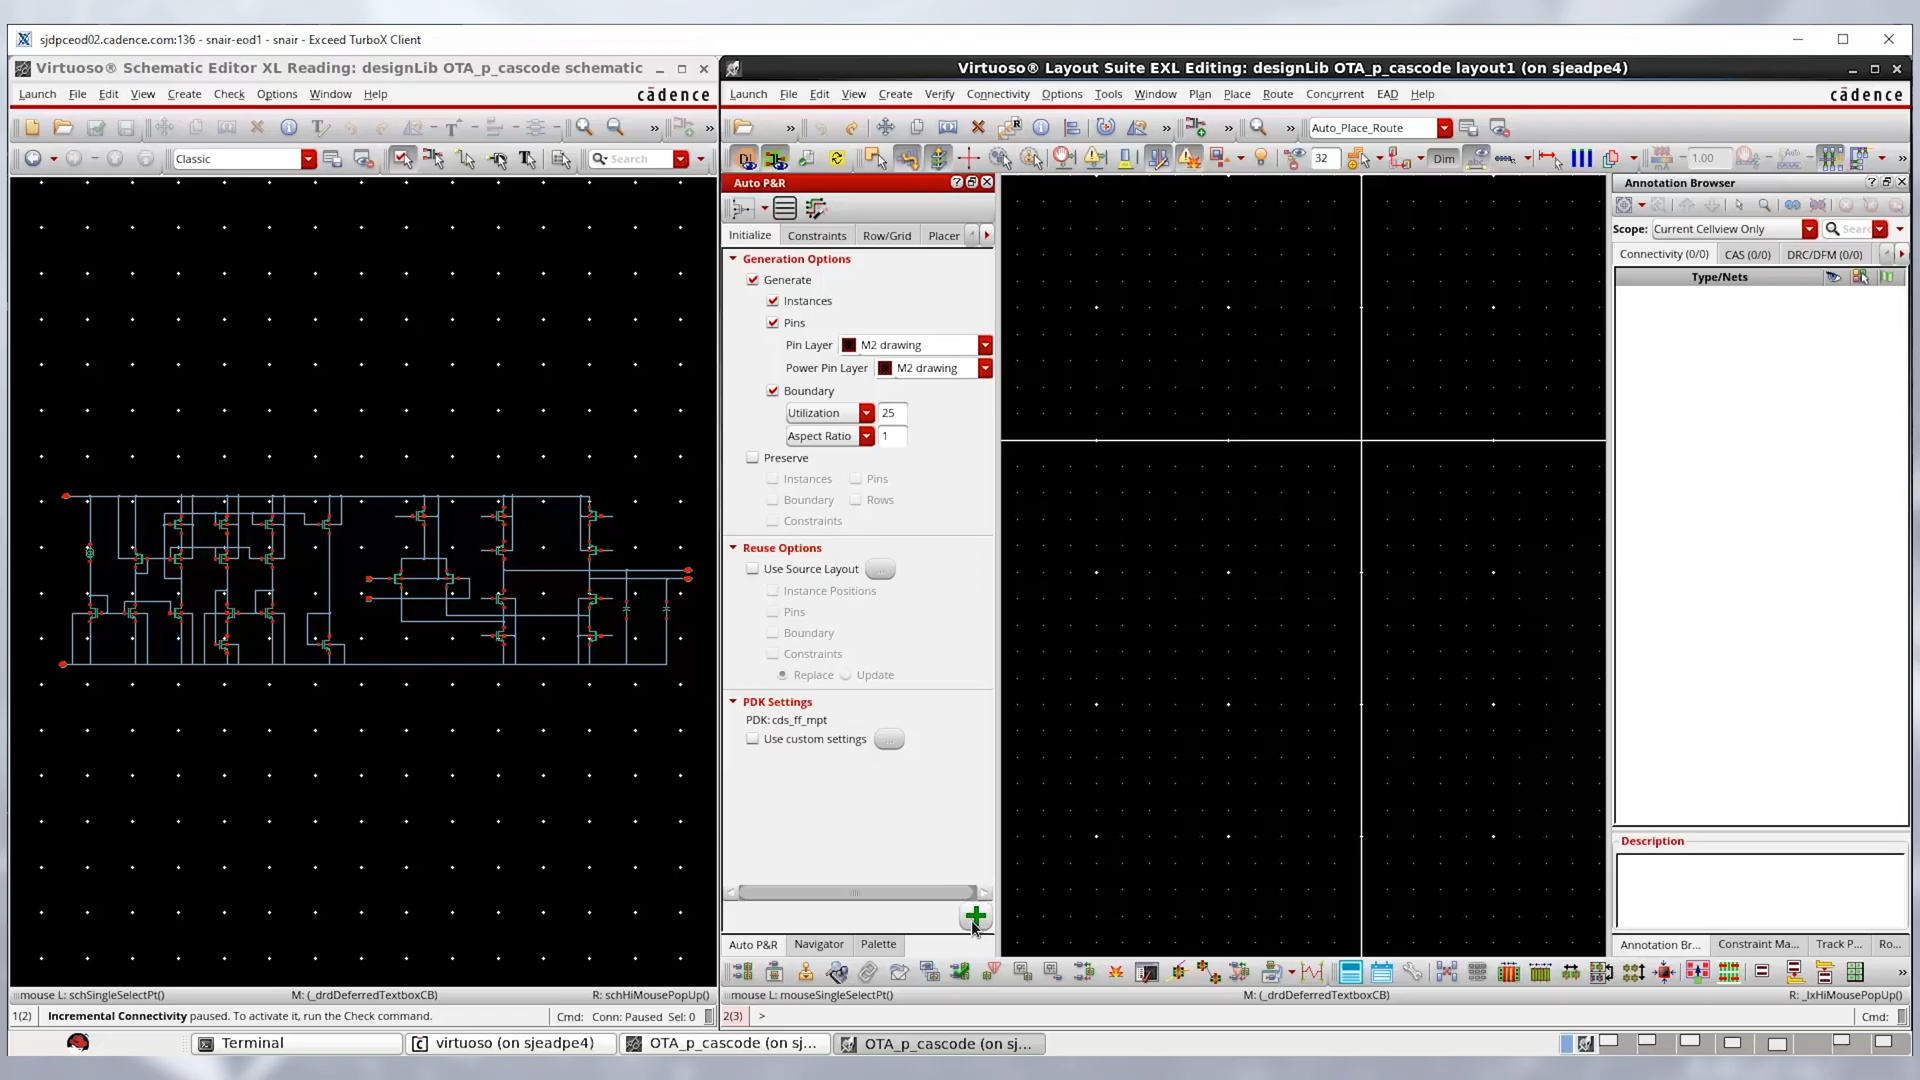 sjdpceod02.cadence.com:136 - snair-eod1 - snair - Exceed TurboX Client
Virtuoso® Schematic Editor XL Reading: designLib OTA_p_cascode schematic
Launch File Edit View Create Check Options Window Help
cādence
Classic
Search
Virtuoso® Layout Suite EXL Editing: designLib OTA_p_cascode layout1 (on sjeadpe4)
Launch File Edit View Create Verify Connectivity Options Tools Window Plan Place Route Concurrent EAD Help
cādence
Auto_Place_Route
32
Dim
1.00
Auto P&R
Initialize Constraints Row/Grid Placer
Generation Options
Generate
Instances
Pins
Pin Layer M2 drawing
Power Pin Layer M2 drawing
Boundary
Utilization 25
Aspect Ratio 1
Preserve
Instances Pins
Boundary Rows
Constraints
Reuse Options
Use Source Layout ...
Instance Positions
Pins
Boundary
Constraints
Replace Update
PDK Settings
PDK: cds_ff_mpt
Use custom settings ...
Auto P&R Navigator Palette
Annotation Browser
Scope: Current Cellview Only
Connectivity (0/0) CAS (0/0) DRC/DFM (0/0)
Type/Nets
Description
Annotation Br... Constraint Ma... Track P... Ro...
mouse L: schSingleSelectPt() M: (_drdDeferredTextboxCB) R: schHiMousePopUp()
1(2) Incremental Connectivity paused. To activate it, run the Check command. Cmd: Conn: Paused Sel: 0
mouse L: mouseSingleSelectPt() M: (_drdDeferredTextboxCB) R: _lxHiMousePopUp()
2(3) > Cmd:
Terminal
virtuoso (on sjeadpe4)
OTA_p_cascode (on sj...
OTA_p_cascode (on sj...